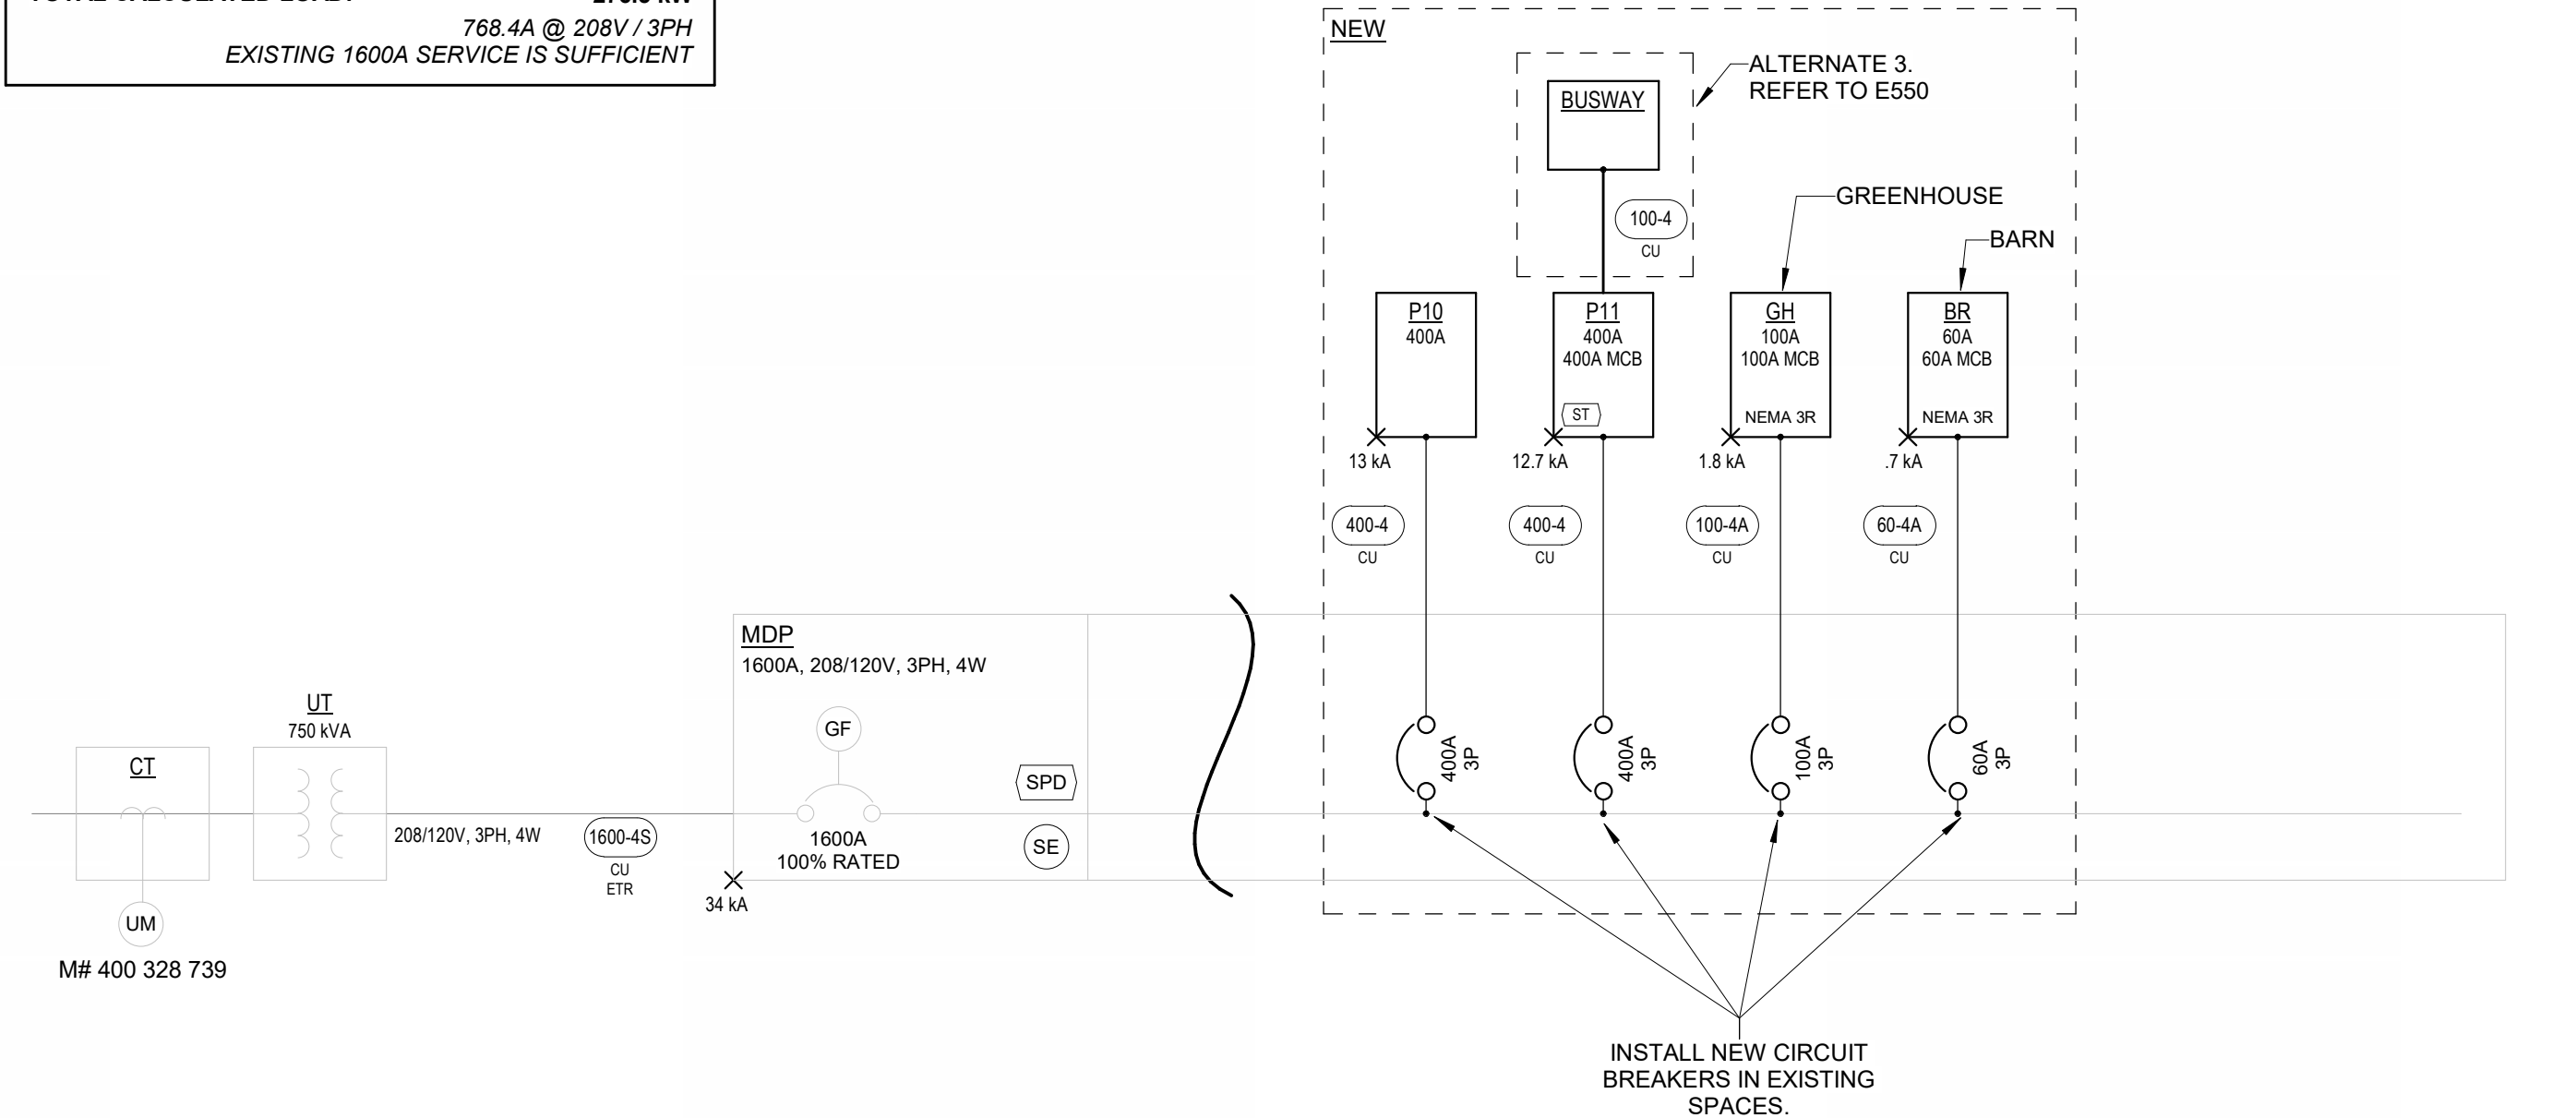 768.4A @ 208V / 3PH
EXISTING 1600A SERVICE IS SUFFICIENT
NEW
BUSWAY
ALTERNATE 3.
REFER TO E550
100-4
CU
GREENHOUSE
BARN
P10
400A
P11
400A
400A MCB
ST
GH
100A
100A MCB
NEMA 3R
BR
60A
60A MCB
NEMA 3R
13 kA
12.7 kA
1.8 kA
.7 kA
400-4
CU
400-4
CU
100-4A
CU
60-4A
CU
MDP
1600A, 208/120V, 3PH, 4W
GF
1600A
100% RATED
SPD
SE
34 kA
UT
750 kVA
CT
UM
M# 400 328 739
208/120V, 3PH, 4W
1600-4S
CU
ETR
400A
3P
400A
3P
100A
3P
60A
3P
INSTALL NEW CIRCUIT
BREAKERS IN EXISTING
SPACES.